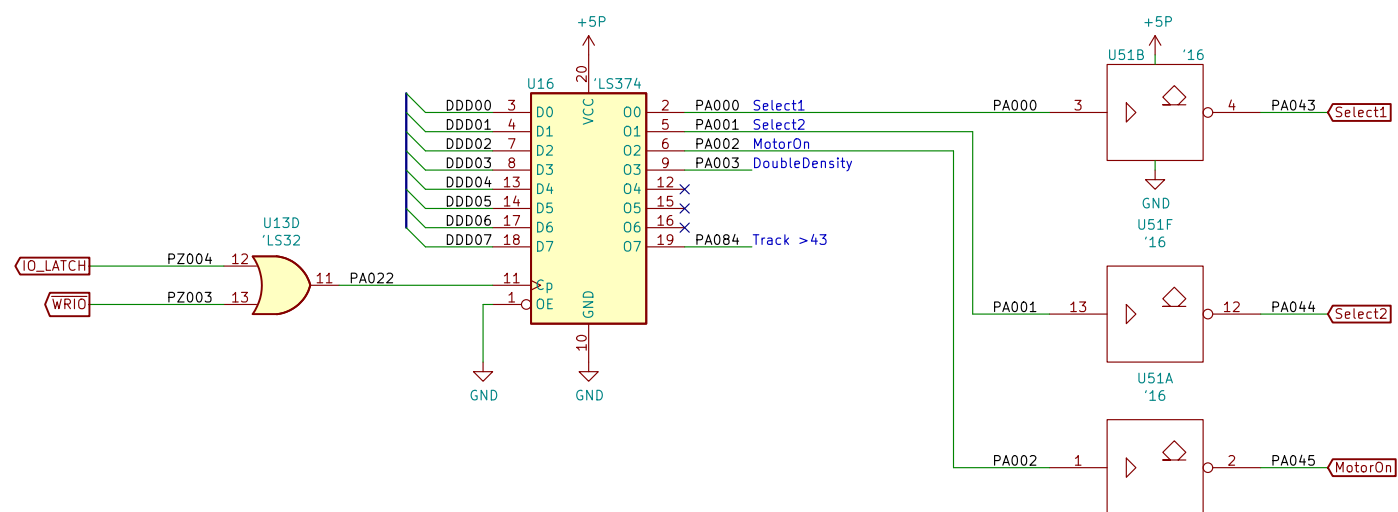 +5P
+5P
U51B '16
U16 'LS374
20
VCC
DDD00 3 D0 O0 2 PA000 Select1 PA000 3 4 PA043 Select1
DDD01 4 D1 O1 5 PA001 Select2
DDD02 7 D2 O2 6 PA002 MotorOn
DDD03 8 D3 O3 9 PA003 DoubleDensity
DDD04 13 D4 O4 12
DDD05 14 D5 O5 15
DDD06 17 D6 O6 16
DDD07 18 D7 O7 19 PA084 Track >43
GND
U51F
'16
U13D
'LS32
IO_LATCH PZ004 12
11 PA022 11 Cp
WRIO PZ003 13
1 OE
GND
10
GND
GND
PA001 13 12 PA044 Select2
U51A
'16
PA002 1 2 PA045 MotorOn